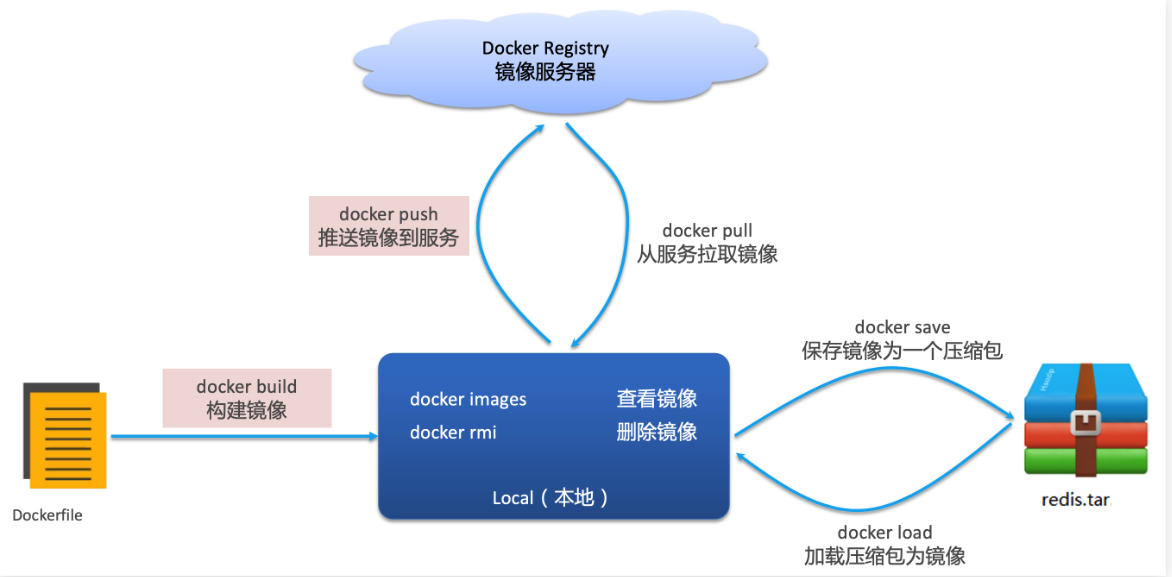 Docker Registry
镜像服务器
docker push
推送镜像到服务
docker pull
从服务拉取镜像
docker save
保存镜像为一个压缩包
docker build
构建镜像
docker images 查看镜像
docker rmi 删除镜像
Local（本地）
Haozip
redis.tar
Dockerfile
docker load
加载压缩包为镜像